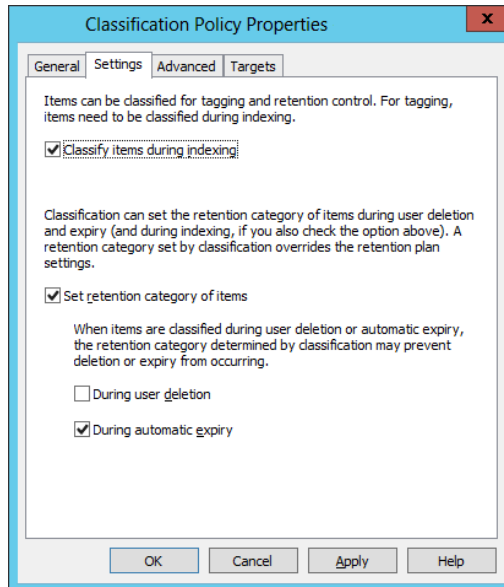 Classification Policy Properties
x
General Settings Advanced Targets
Items can be classified for tagging and retention control. For tagging,
items need to be classified during indexing.
Classify items during indexing
Classification can set the retention category of items during user deletion
and expiry (and during indexing, if you also check the option above). A
retention category set by classification overrides the retention plan
settings.
Set retention category of items
When items are classified during user deletion or automatic expiry,
the retention category determined by classification may prevent
deletion or expiry from occurring.
During user deletion
During automatic expiry
OK Cancel Apply Help